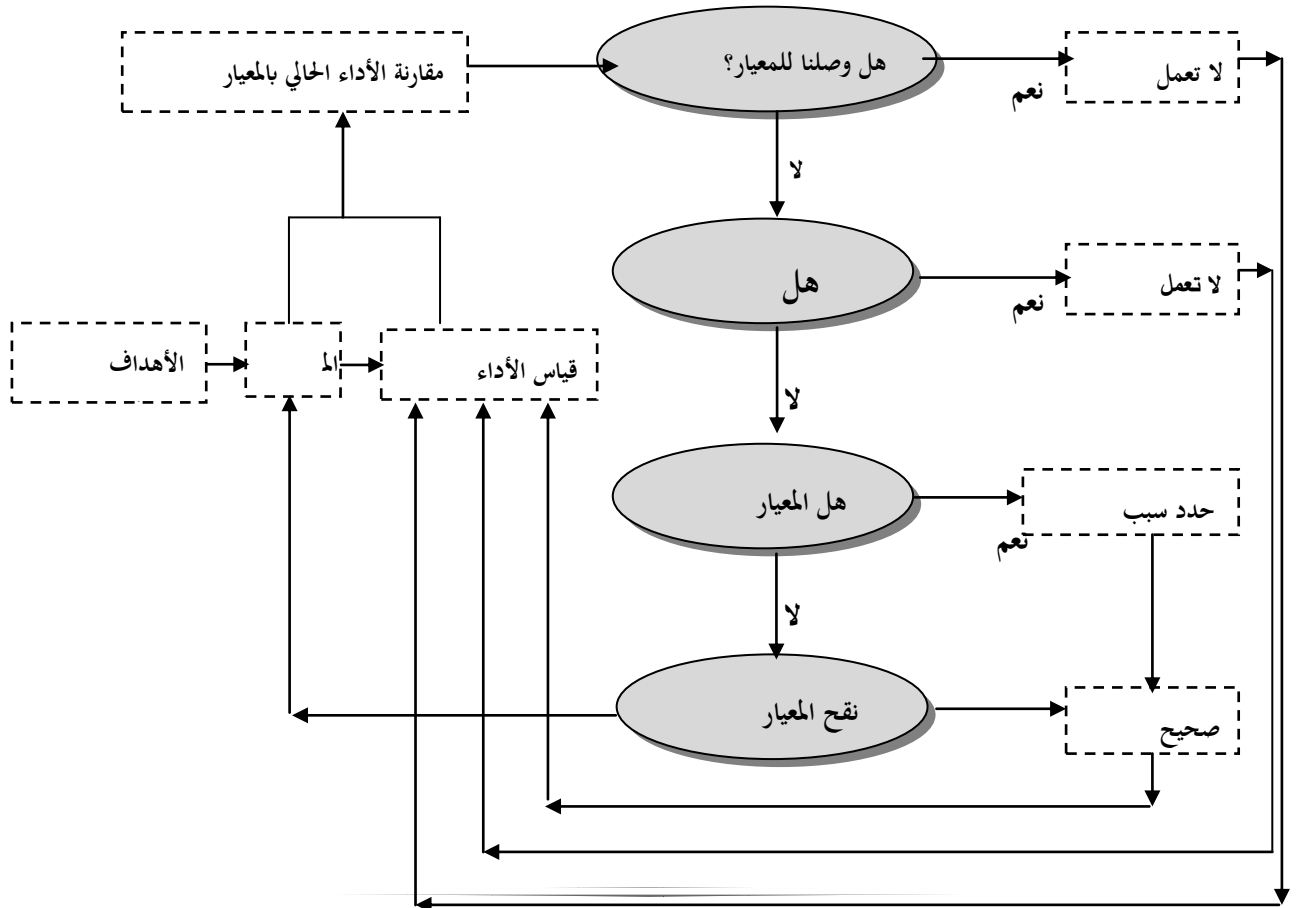 مقارنة الأداء الحالي بالمعيار
هل وصلنا للمعيار؟
نعم
لا تعمل
لا
هل
نعم
لا تعمل
الأهداف
الم
قياس الأداء
لا
هل المعيار
نعم
حدد سبب
لا
نقح المعيار
صحيح